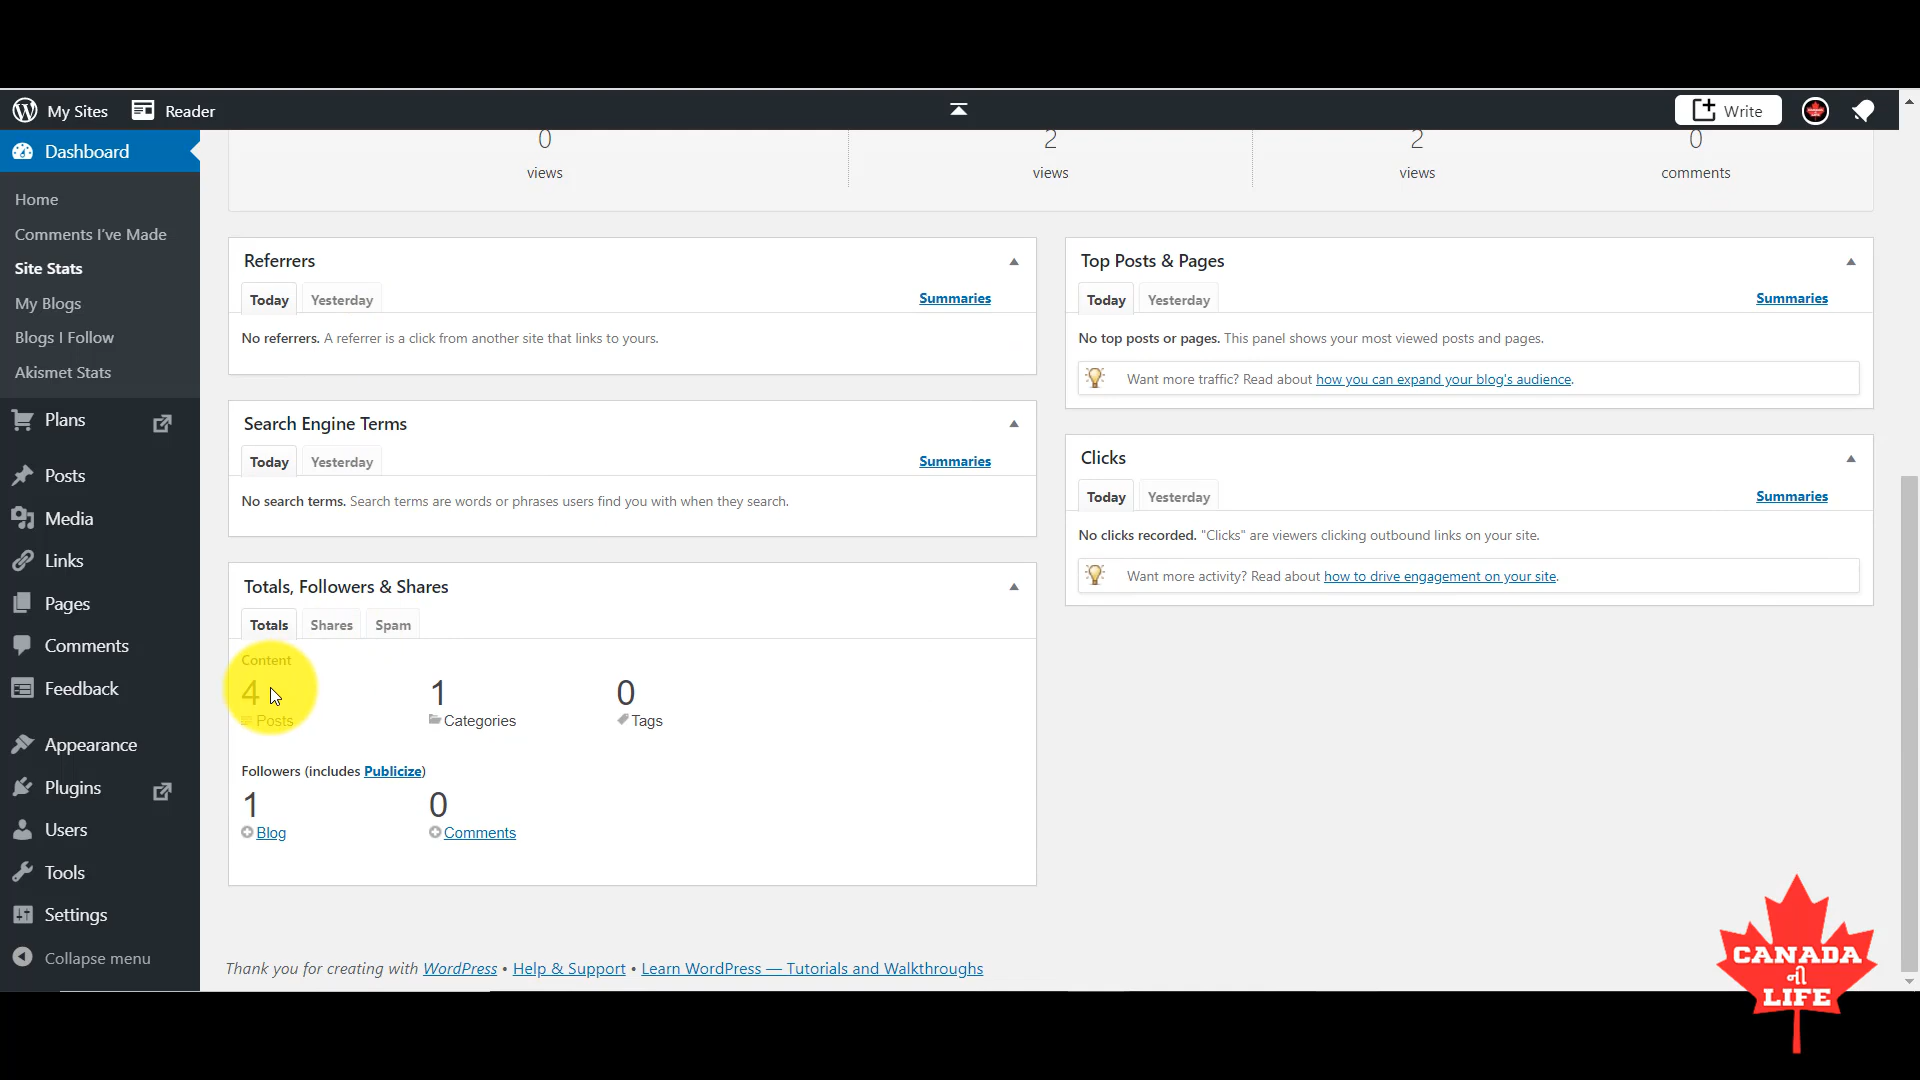 My Sites
Reader
Write
Dashboard
Home
Comments I've Made
Site Stats
My Blogs
Blogs I Follow
Akismet Stats
Plans
Posts
Media
Links
Pages
Comments
Feedback
Appearance
Plugins
Users
Tools
Settings
Collapse menu
0 2 2 0
views views views comments
Referrers
Today Yesterday Summaries
No referrers. A referrer is a click from another site that links to yours.
Search Engine Terms
Today Yesterday Summaries
No search terms. Search terms are words or phrases users find you with when they search.
Totals, Followers & Shares
Totals Shares Spam
Content
4 1 0
Posts Categories Tags
Followers (includes Publicize)
1 0
Blog Comments
Top Posts & Pages
Today Yesterday Summaries
No top posts or pages. This panel shows your most viewed posts and pages.
Want more traffic? Read about how you can expand your blog's audience.
Clicks
Today Yesterday Summaries
No clicks recorded. "Clicks" are viewers clicking outbound links on your site.
Want more activity? Read about how to drive engagement on your site.
Thank you for creating with WordPress • Help & Support • Learn WordPress — Tutorials and Walkthroughs
CANADA
ની
LIFE